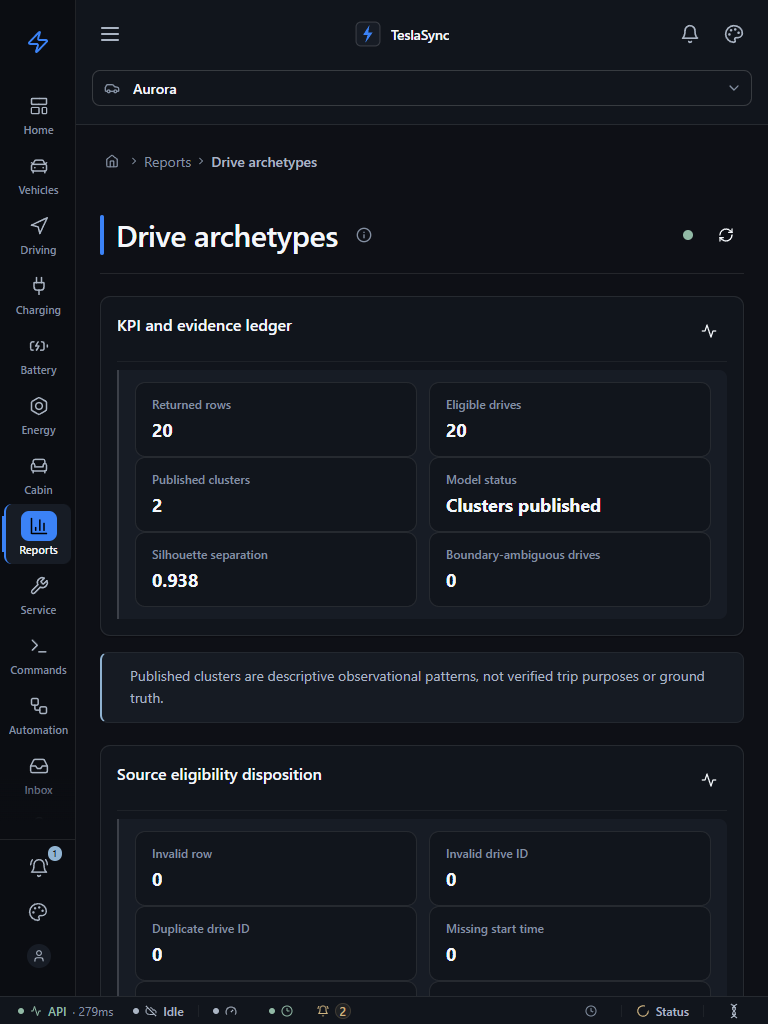 TeslaSync
Aurora
Home
Vehicles
Driving
Charging
Battery
Energy
Cabin
Reports
Service
Commands
Automation
Inbox
1
Reports
Drive archetypes
Drive archetypes
KPI and evidence ledger
Returned rows
20
Eligible drives
20
Published clusters
2
Model status
Clusters published
Silhouette separation
0.938
Boundary-ambiguous drives
0
Published clusters are descriptive observational patterns, not verified trip purposes or ground
truth.
Source eligibility disposition
Invalid row
0
Invalid drive ID
0
Duplicate drive ID
0
Missing start time
0
API · 279ms
Idle
2
Status